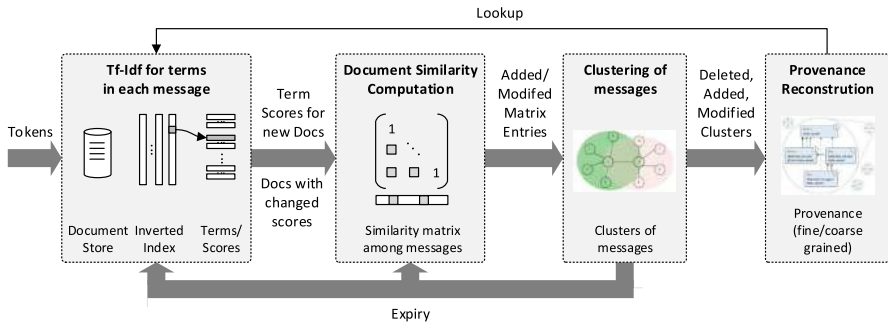 Lookup
Tf-Idf for terms
in each message
Document Similarity
Computation
Clustering of
messages
Provenance
Reconstrution
Tokens
Term
Scores for
new Docs
Docs with
changed
scores
Added/
Modifed
Matrix
Entries
Deleted,
Added,
Modified
Clusters
1
1
Document
Store
Inverted
Index
Terms/
Scores
Similarity matrix
among messages
Clusters of
messages
Provenance
(fine/coarse
grained)
Expiry